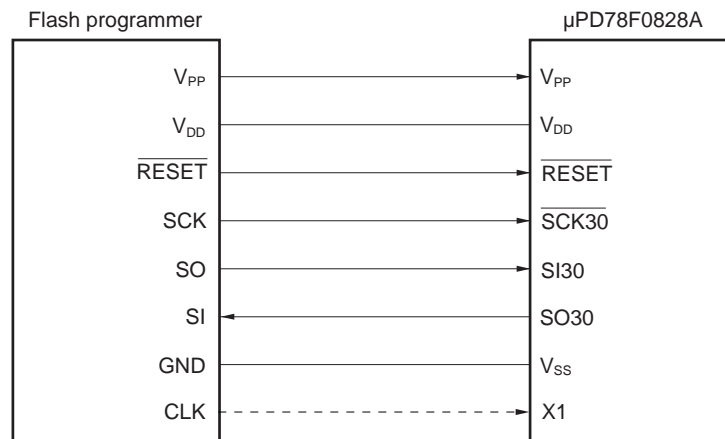 Flash programmer
µPD78F0828A
VPP
VPP
VDD
VDD
RESET
RESET
SCK
SCK30
SO
SI30
SI
SO30
GND
VSS
CLK
X1